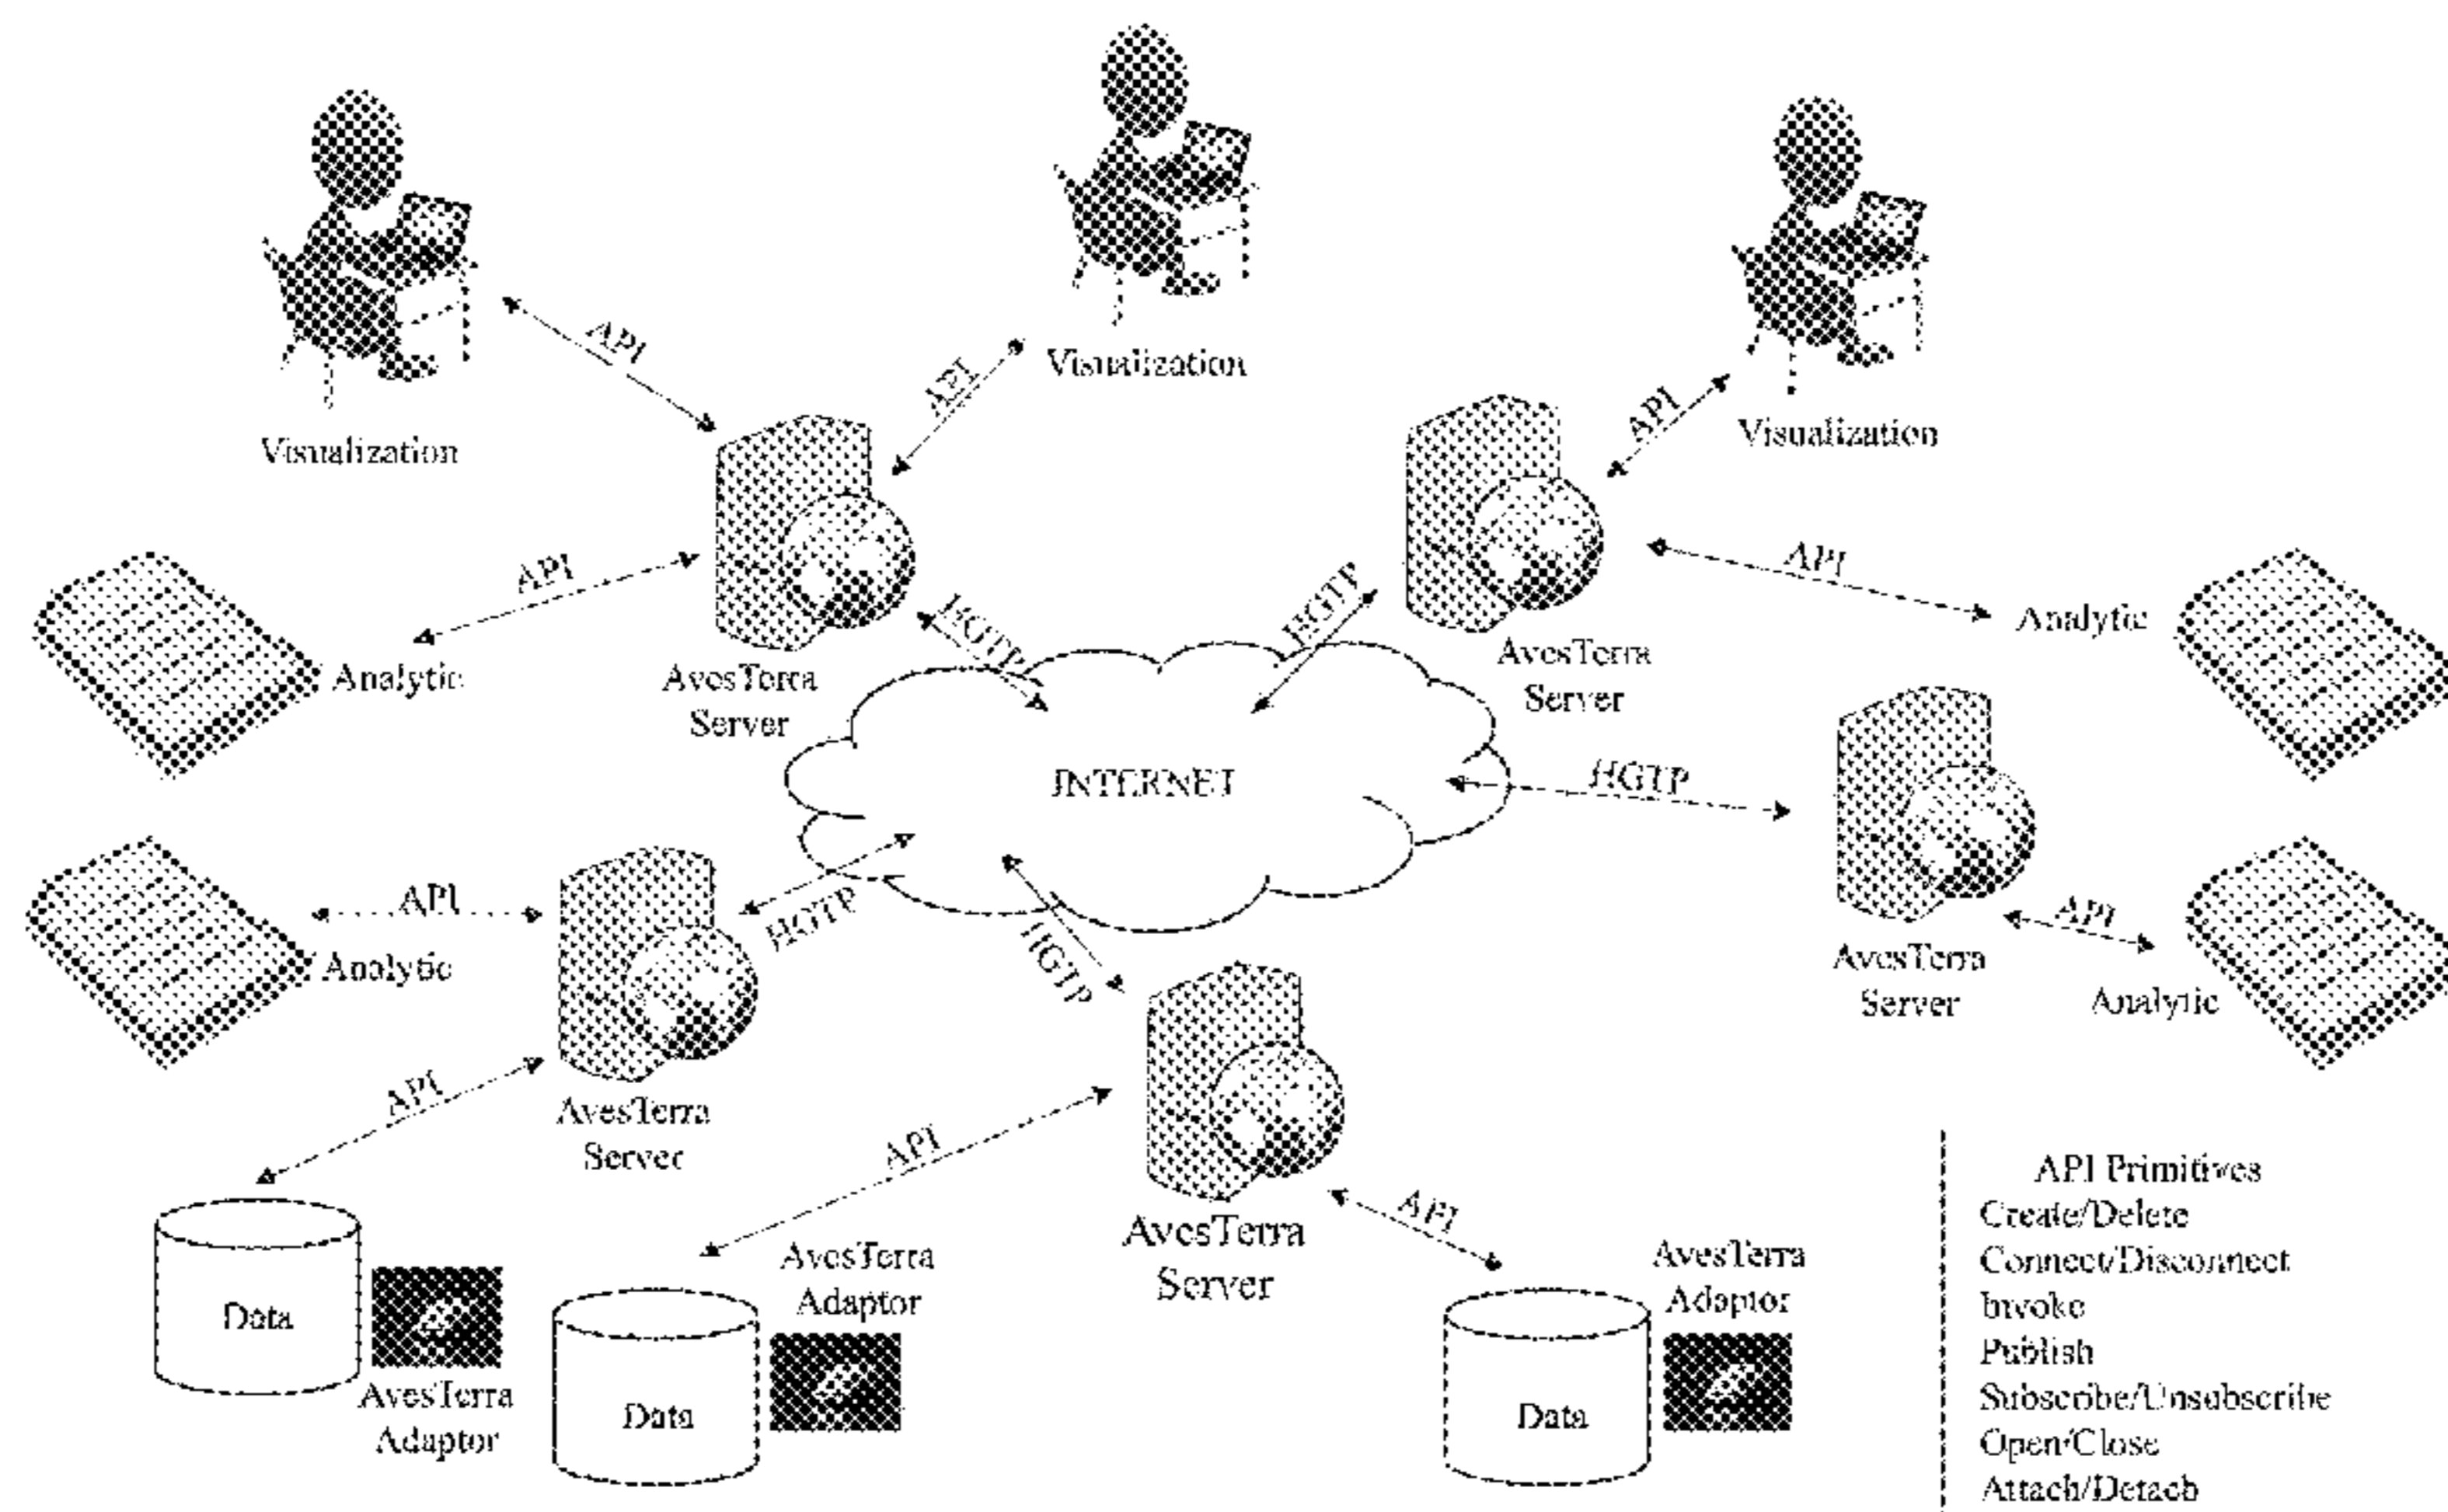 API
Visualization
API
Visualization
API
Visualization
API
Analytic
AvesTerra
Server
HGTP
HGTP
AvesTerra
Server
API
Analytic
INTERNET
HGTP
AvesTerra
Server
API
Analytic
API
Analytic
HGTP
AvesTerra
Server
API
HGTP
AvesTerra
Server
API
API
Data
AvesTerra
Adaptor
Data
AvesTerra
Adaptor
Data
AvesTerra
Adaptor
API Primitives
Create/Delete
Connect/Disconnect
Invoke
Publish
Subscribe/Unsubscribe
Open/Close
Attach/Detach